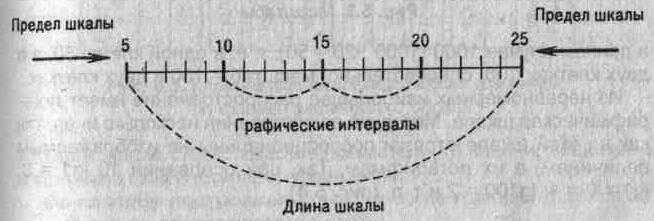 Предел шкалы
Предел шкалы
5 10 15 20 25
Графические интервалы
Длина шкалы